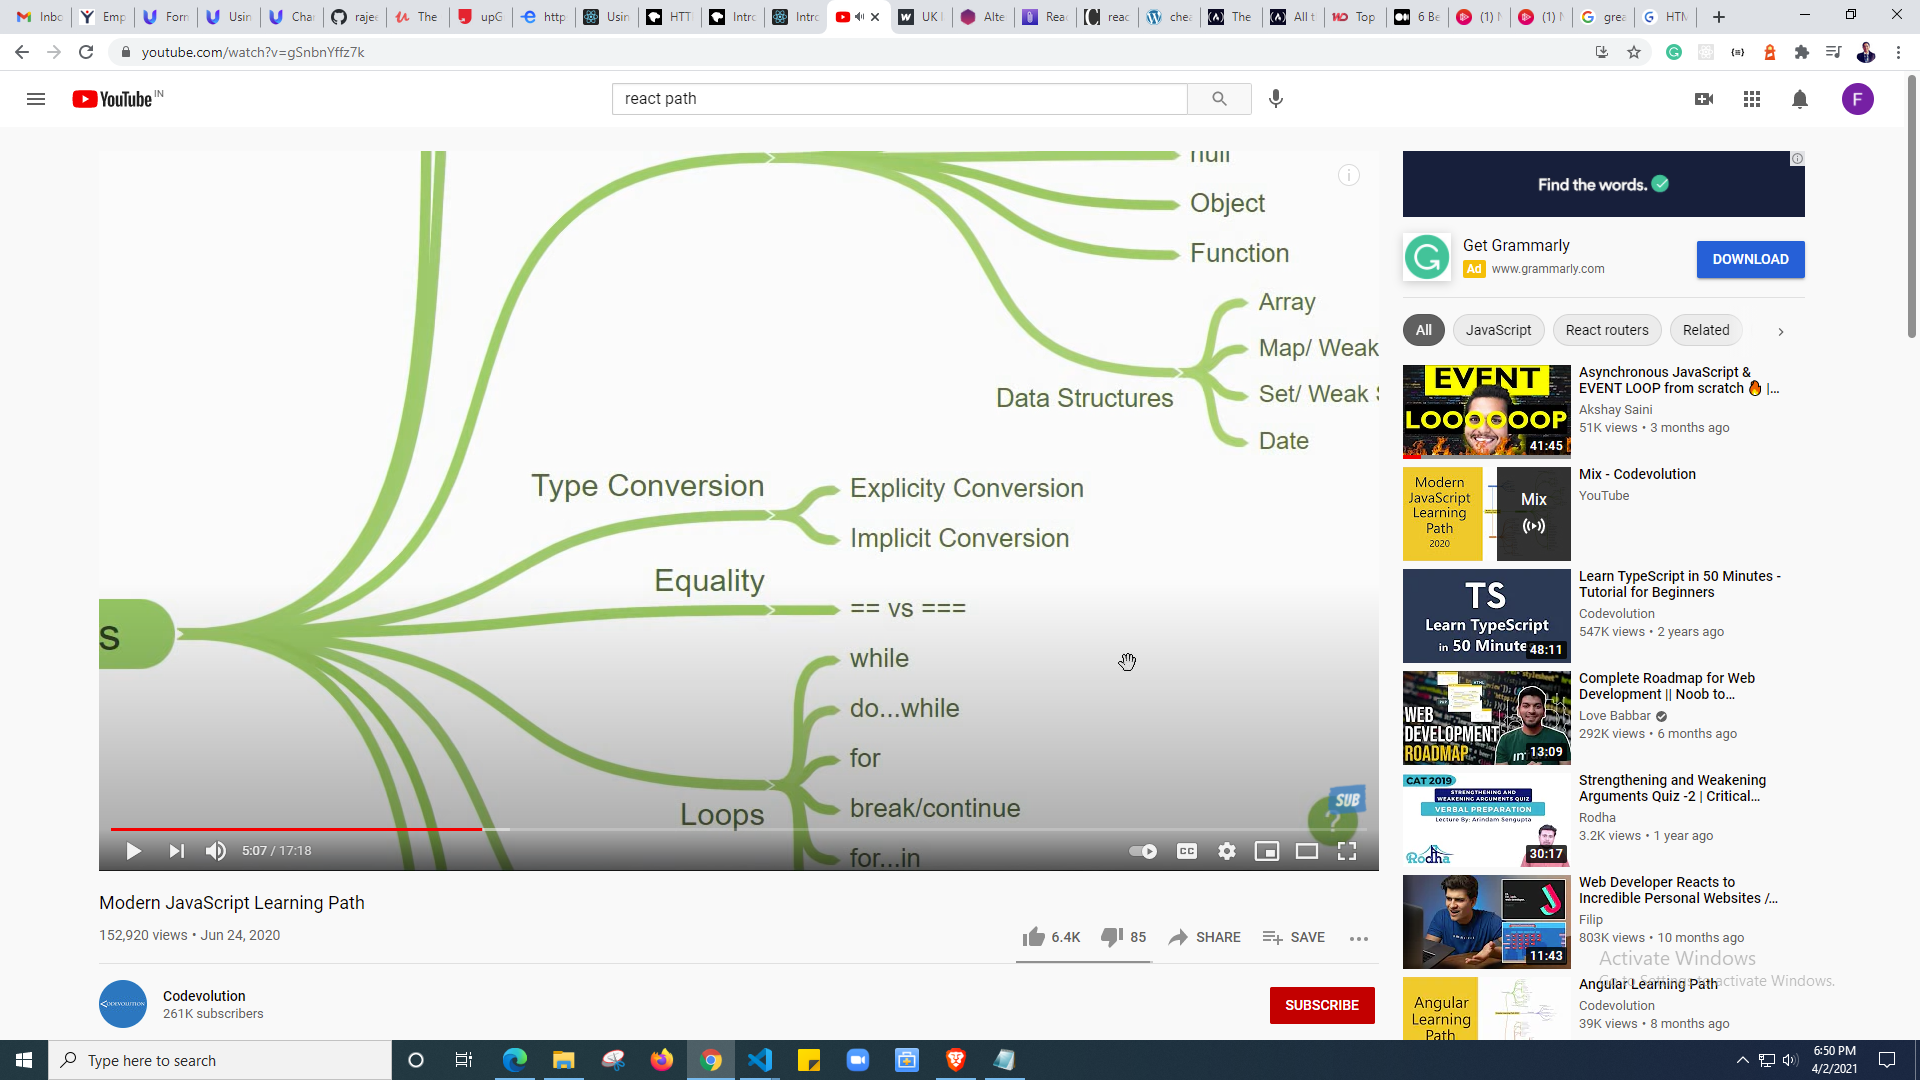 Inbo
Emp
Forn
Usin
Char
rajee
The
upG
http
Usin
HTT
Intro
Intro
UK I
Alte
Reac
reac
chea
The
All t
Top
6 Be
(1) N
(1) N
grea
HTM
youtube.com/watch?v=gSnbnYffz7k
YouTube IN
react path
F
null
Object
Function
Array
Map/ Weak
Data Structures
Set/ Weak S
Date
Type Conversion
Explicity Conversion
Implicit Conversion
Equality
== vs ===
s
while
do...while
for
break/continue
Loops
for...in
SUB
?
5:07 / 17:18
CC
Modern JavaScript Learning Path
152,920 views • Jun 24, 2020
6.4K
85
SHARE
SAVE
CODEVOLUTION
Codevolution
261K subscribers
SUBSCRIBE
Find the words.
Get Grammarly
Ad www.grammarly.com
DOWNLOAD
All
JavaScript
React routers
Related
EVENT
LOOOOOOP
41:45
Asynchronous JavaScript &
EVENT LOOP from scratch 🔥 |...
Akshay Saini
51K views • 3 months ago
Modern
JavaScript
Learning
Path
2020
Mix
Mix - Codevolution
YouTube
TS
Learn TypeScript
in 50 Minute
48:11
Learn TypeScript in 50 Minutes -
Tutorial for Beginners
Codevolution
547K views • 2 years ago
WEB
DEVELOPMENT
ROADMAP
13:09
Complete Roadmap for Web
Development || Noob to...
Love Babbar
292K views • 6 months ago
CAT 2019
STRENGTHENING AND
WEAKENING ARGUMENTS QUIZ
VERBAL PREPARATION
Lecture By: Arindam Sengupta
Rodha
30:17
Strengthening and Weakening
Arguments Quiz -2 | Critical...
Rodha
3.2K views • 1 year ago
11:43
Web Developer Reacts to
Incredible Personal Websites /...
Filip
803K views • 10 months ago
Activate Windows
Go to Settings to activate Windows.
Angular
Learning
Path
Angular Learning Path
Codevolution
39K views • 8 months ago
Type here to search
6:50 PM
4/2/2021